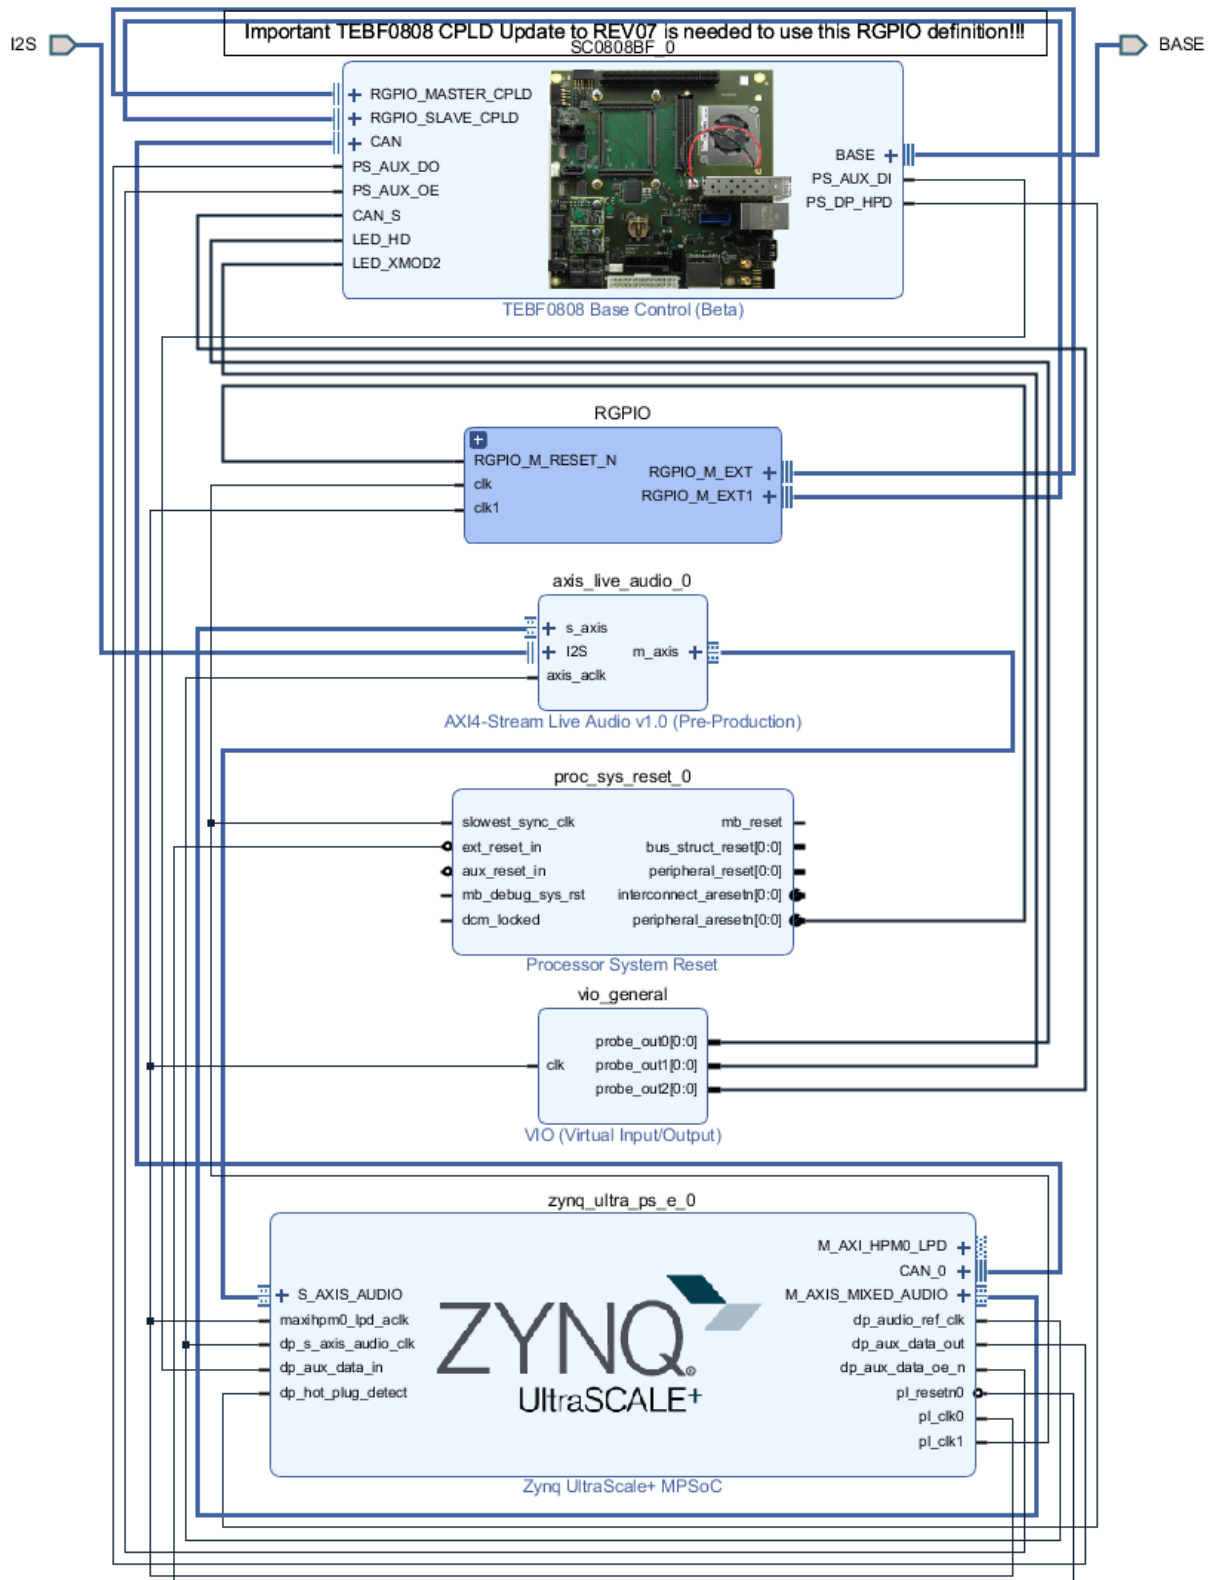 Important TEBF0808 CPLD Update to REV07 is needed to use this RGPIO definition!!!
I2S
BASE
SC0808BF_0
RGPIO_MASTER_CPLD
RGPIO_SLAVE_CPLD
CAN
PS_AUX_DO
PS_AUX_OE
CAN_S
LED_HD
LED_XMOD2
BASE
PS_AUX_DI
PS_DP_HPD
TEBF0808 Base Control (Beta)
RGPIO
RGPIO_M_RESET_N
clk
clk1
RGPIO_M_EXT
RGPIO_M_EXT1
axis_live_audio_0
s_axis
I2S
axis_aclk
m_axis
AXI4-Stream Live Audio v1.0 (Pre-Production)
proc_sys_reset_0
slowest_sync_clk
ext_reset_in
aux_reset_in
mb_debug_sys_rst
dcm_locked
mb_reset
bus_struct_reset[0:0]
peripheral_reset[0:0]
interconnect_aresetn[0:0]
peripheral_aresetn[0:0]
Processor System Reset
vio_general
clk
probe_out0[0:0]
probe_out1[0:0]
probe_out2[0:0]
VIO (Virtual Input/Output)
zynq_ultra_ps_e_0
S_AXIS_AUDIO
maxihpm0_lpd_aclk
dp_s_axis_audio_clk
dp_aux_data_in
dp_hot_plug_detect
ZYNQ
UltraSCALE+
M_AXI_HPM0_LPD
CAN_0
M_AXIS_MIXED_AUDIO
dp_audio_ref_clk
dp_aux_data_out
dp_aux_data_oe_n
pl_resetn0
pl_clk0
pl_clk1
Zynq UltraScale+ MPSoC